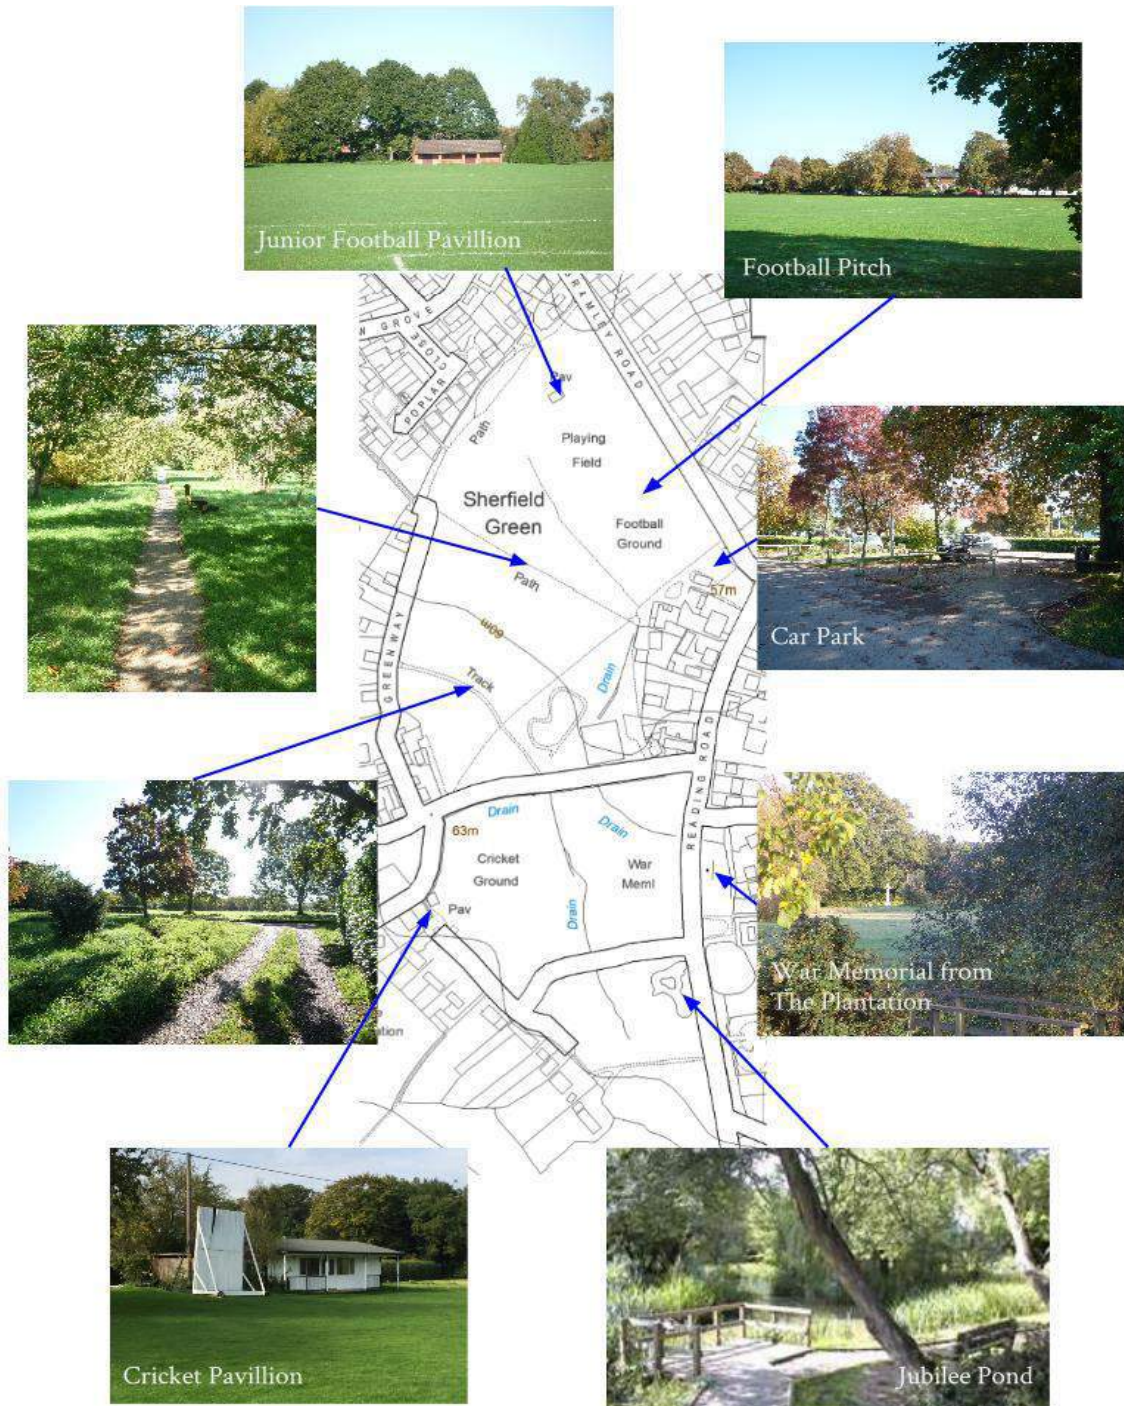 Junior Football Pavillion
Football Pitch
GROVE
POPLAR CLOSE
BRAMLEY ROAD
Pav
Path
Playing
Field
Sherfield
Green
Football
Ground
Path
57m
Car Park
GREENWAY
60m
Track
Drain
READING ROAD
Drain
63m
Drain
Cricket
Ground
War
Meml
Pav
Drain
War Memorial from
The Plantation
Cricket Pavillion
Jubilee Pond